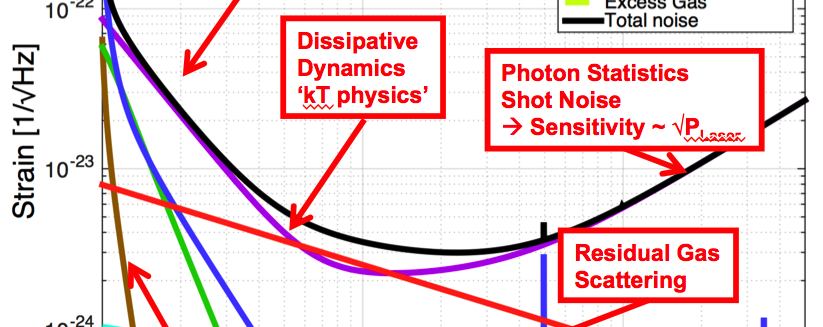 10-22
Excess Gas
Total noise
Dissipative
Dynamics
‘kT physics’
Photon Statistics
Shot Noise
→ Sensitivity ~ √PLaser
Strain [1/√Hz]
10-23
Residual Gas
Scattering
10-24